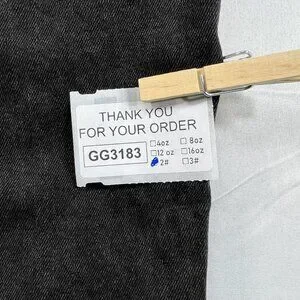 THANK YOU
FOR YOUR ORDER
GG3183
4oz 8oz
12 oz 16oz
2# 3#